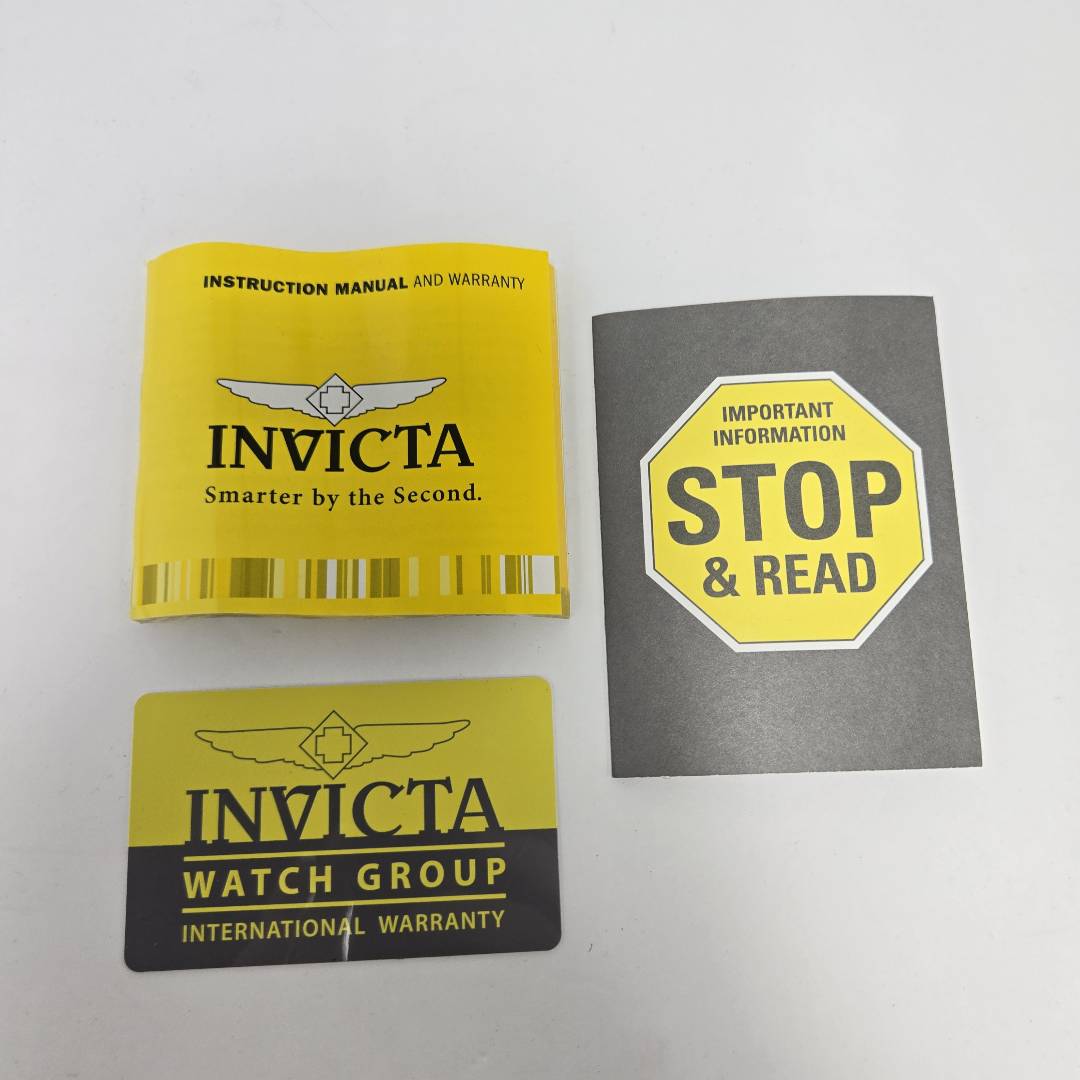 INSTRUCTION MANUAL AND WARRANTY
INVICTA
Smarter by the Second.
IMPORTANT
INFORMATION
STOP
& READ
INVICTA
WATCH GROUP
INTERNATIONAL WARRANTY